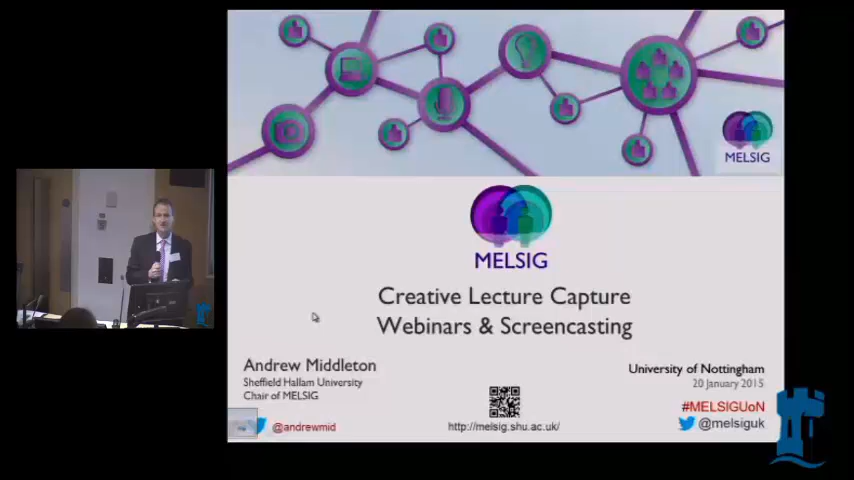 MELSIG
MELSIG
Creative Lecture Capture
Webinars & Screencasting
Andrew Middleton
Sheffield Hallam University
Chair of MELSIG
@andrewmid
http://melsig.shu.ac.uk/
University of Nottingham
20 January 2015
#MELSIGUoN
@melsiguk